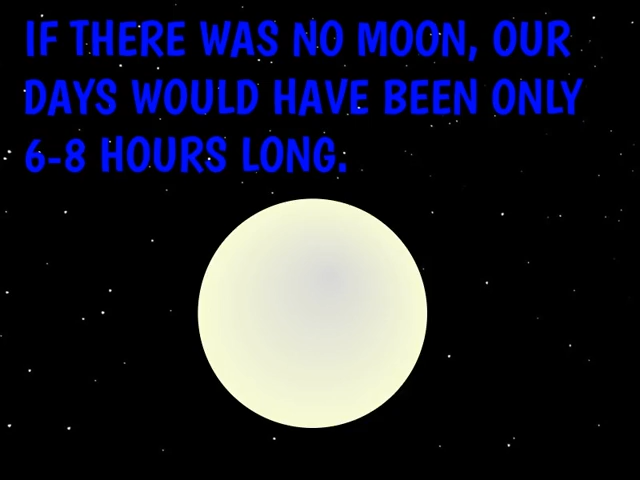 IF THERE WAS NO MOON, OUR
DAYS WOULD HAVE BEEN ONLY
6-8 HOURS LONG.